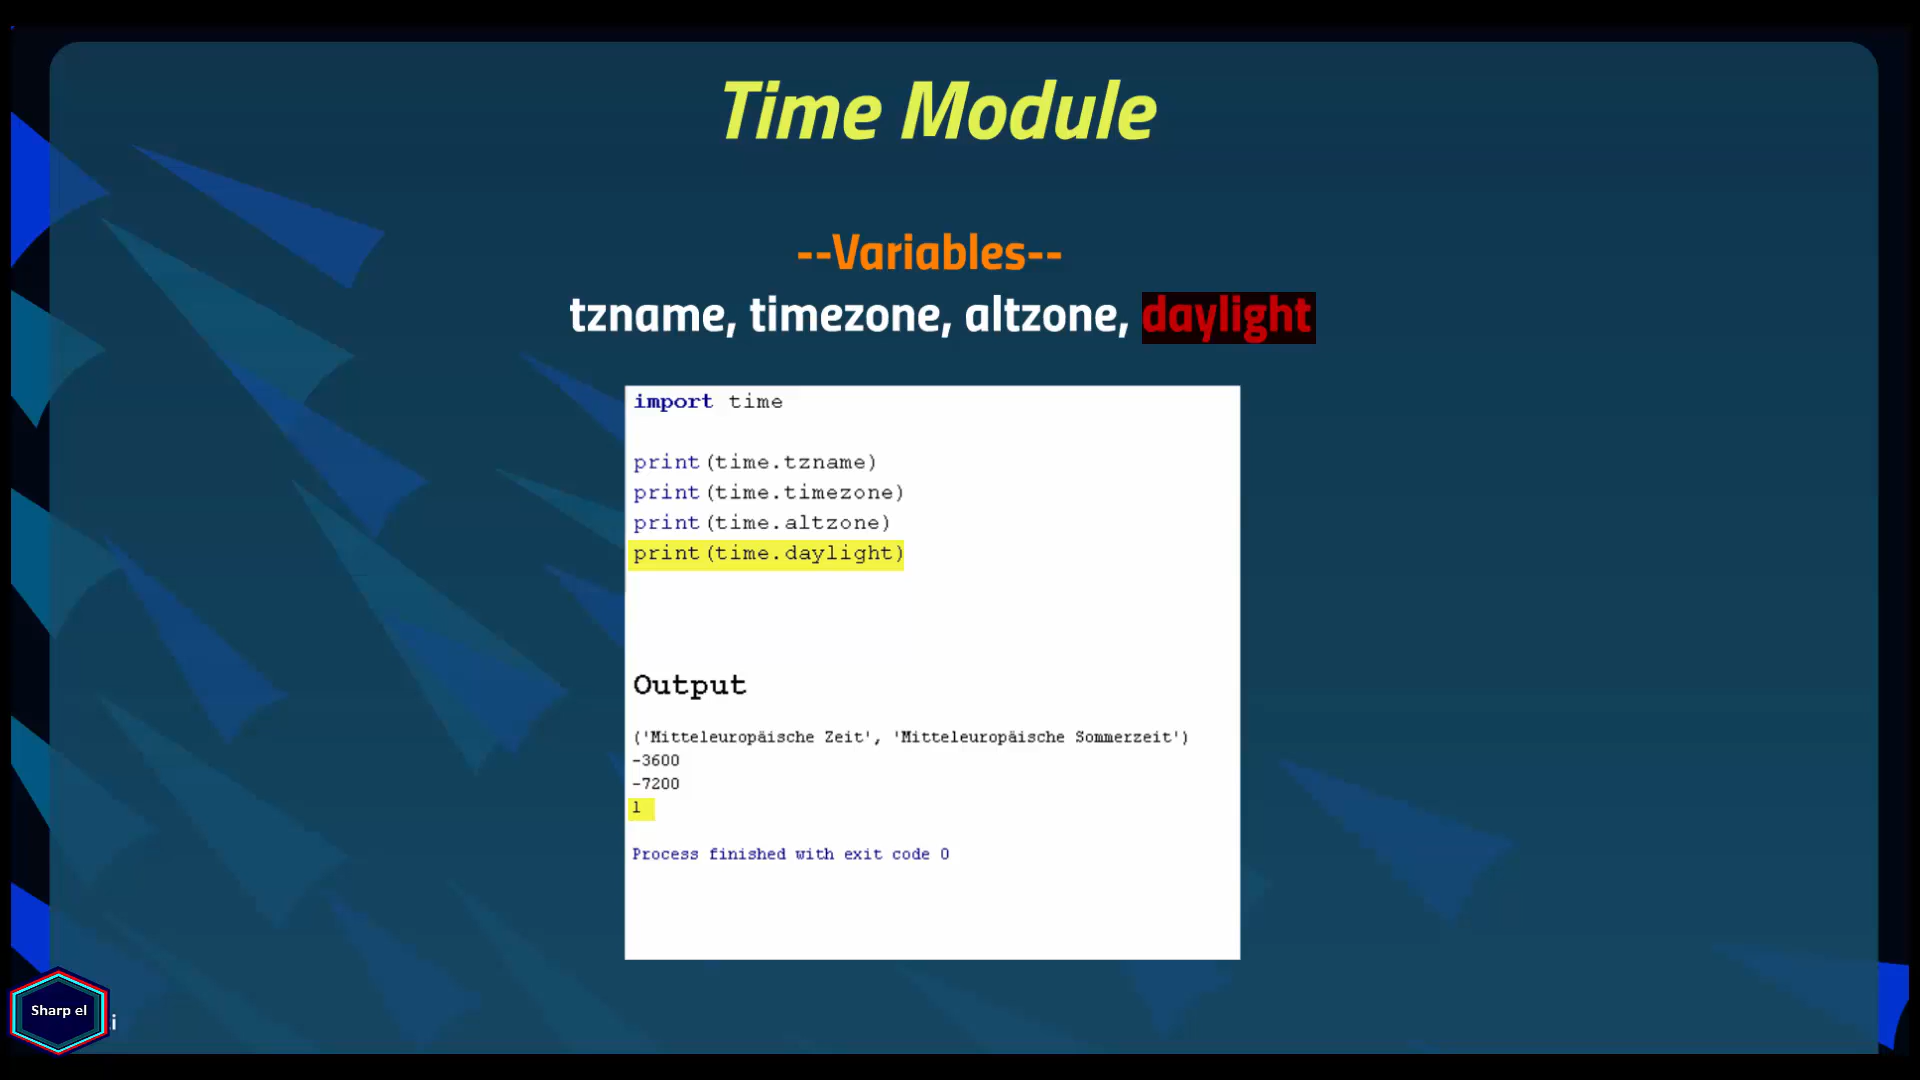 Time Module
--Variables--
tzname, timezone, altzone, daylight
import time
print(time.tzname)
print(time.timezone)
print(time.altzone)
print(time.daylight)
Output
('Mitteleuropäische Zeit', 'Mitteleuropäische Sommerzeit')
-3600
-7200
1
Process finished with exit code 0
Sharp el